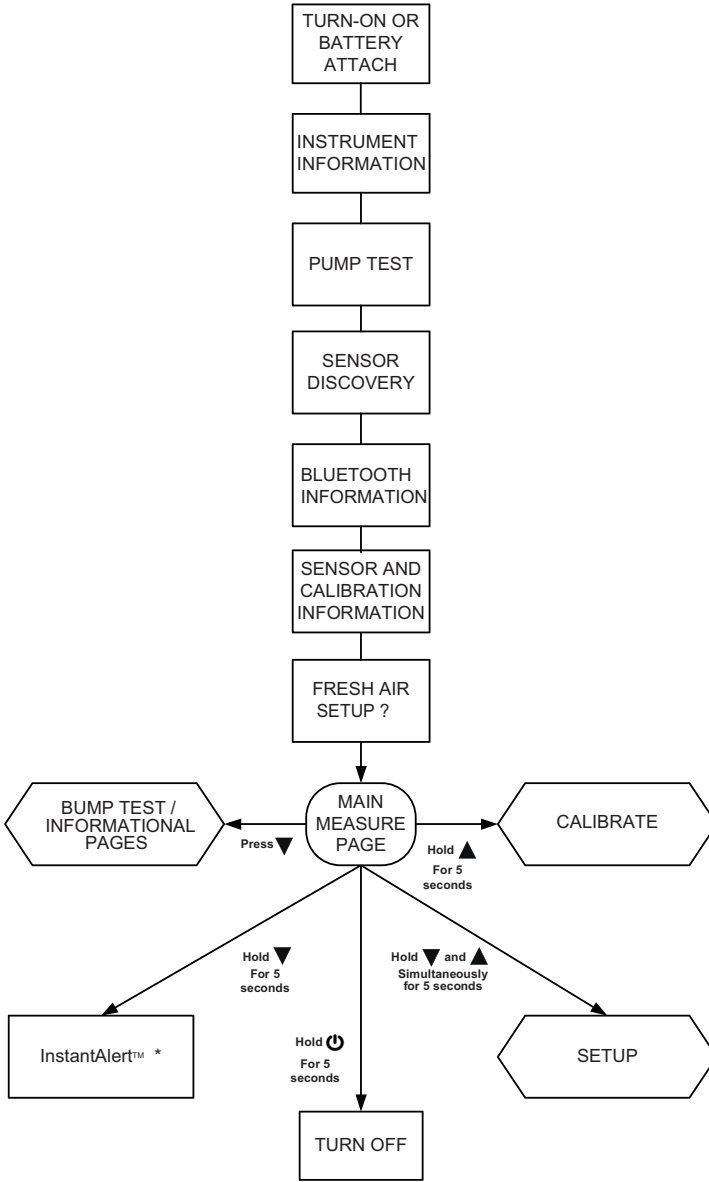 TURN-ON OR
BATTERY
ATTACH
INSTRUMENT
INFORMATION
PUMP TEST
SENSOR
DISCOVERY
BLUETOOTH
INFORMATION
SENSOR AND
CALIBRATION
INFORMATION
FRESH AIR
SETUP ?
BUMP TEST /
INFORMATIONAL
PAGES
Press ▼
MAIN
MEASURE
PAGE
Hold ▲
For 5
seconds
CALIBRATE
Hold ▼
For 5
seconds
InstantAlert™ *
Hold ⏻
For 5
seconds
TURN OFF
Hold ▼ and ▲
Simultaneously
for 5 seconds
SETUP